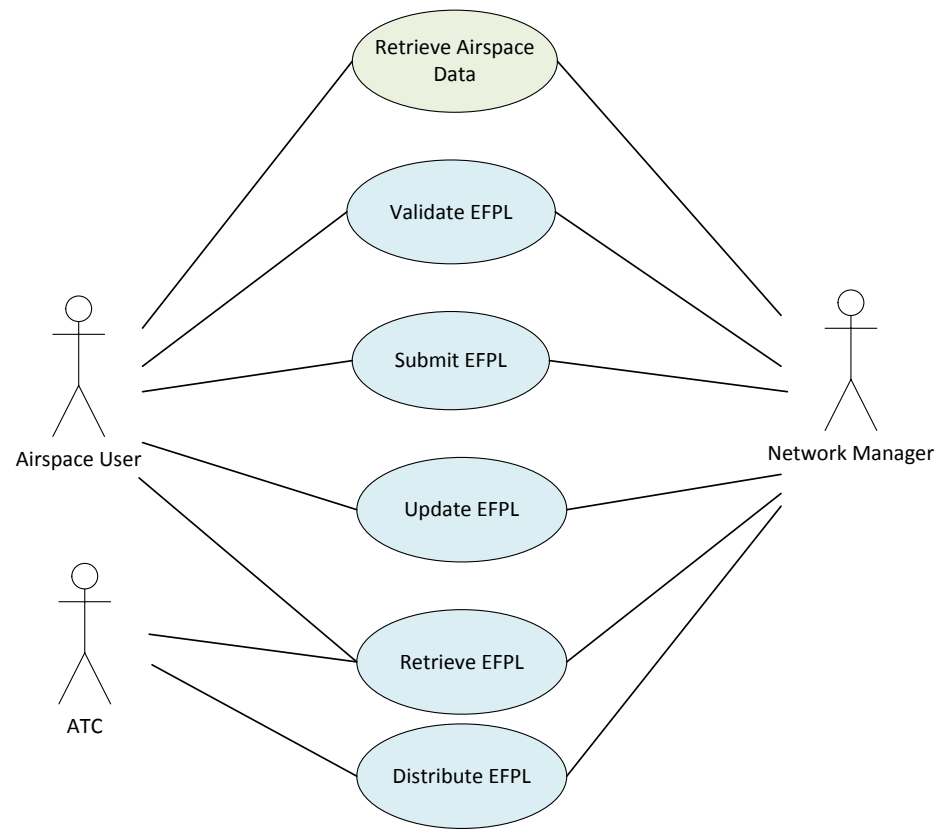 Retrieve Airspace
Data
Validate EFPL
Submit EFPL
Airspace User
Network Manager
Update EFPL
Retrieve EFPL
ATC
Distribute EFPL